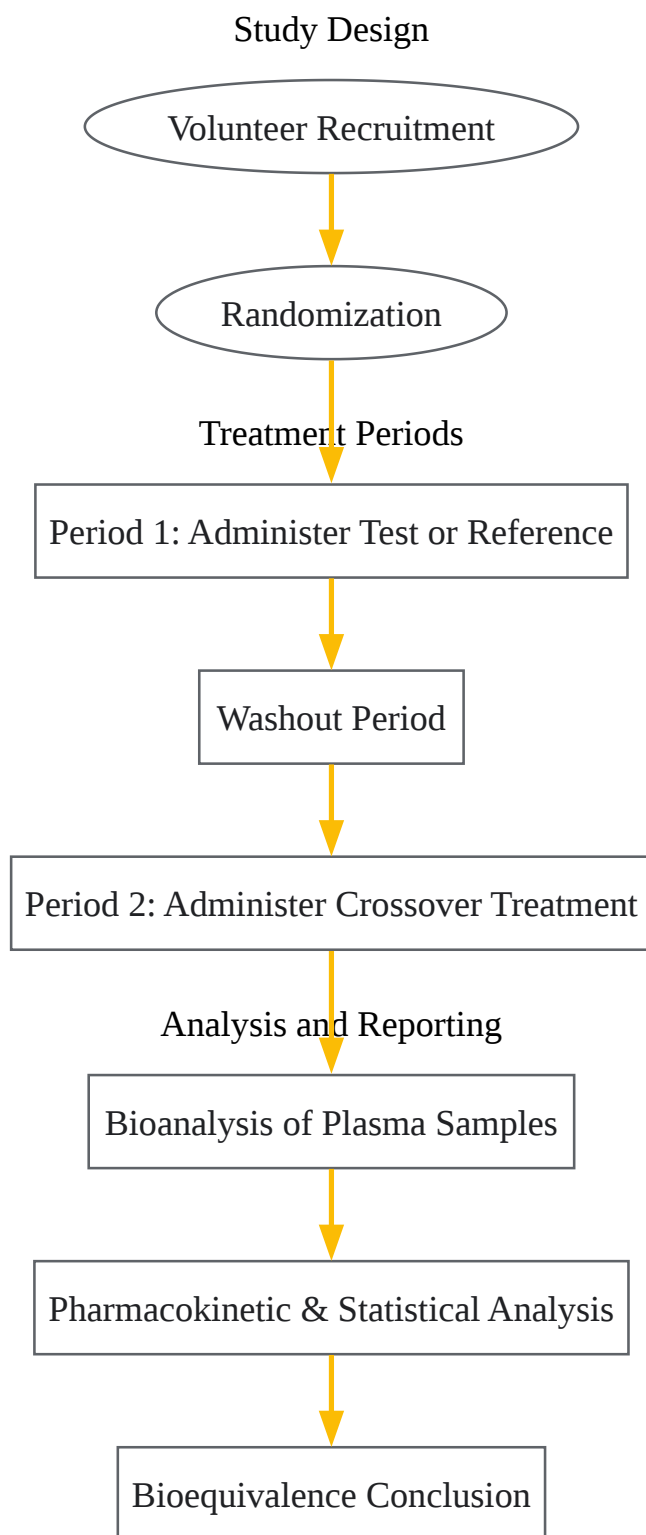 Study Design
Volunteer Recruitment
Randomization
Treatment Periods
Period 1: Administer Test or Reference
Washout Period
Period 2: Administer Crossover Treatment
Analysis and Reporting
Bioanalysis of Plasma Samples
Pharmacokinetic & Statistical Analysis
Bioequivalence Conclusion